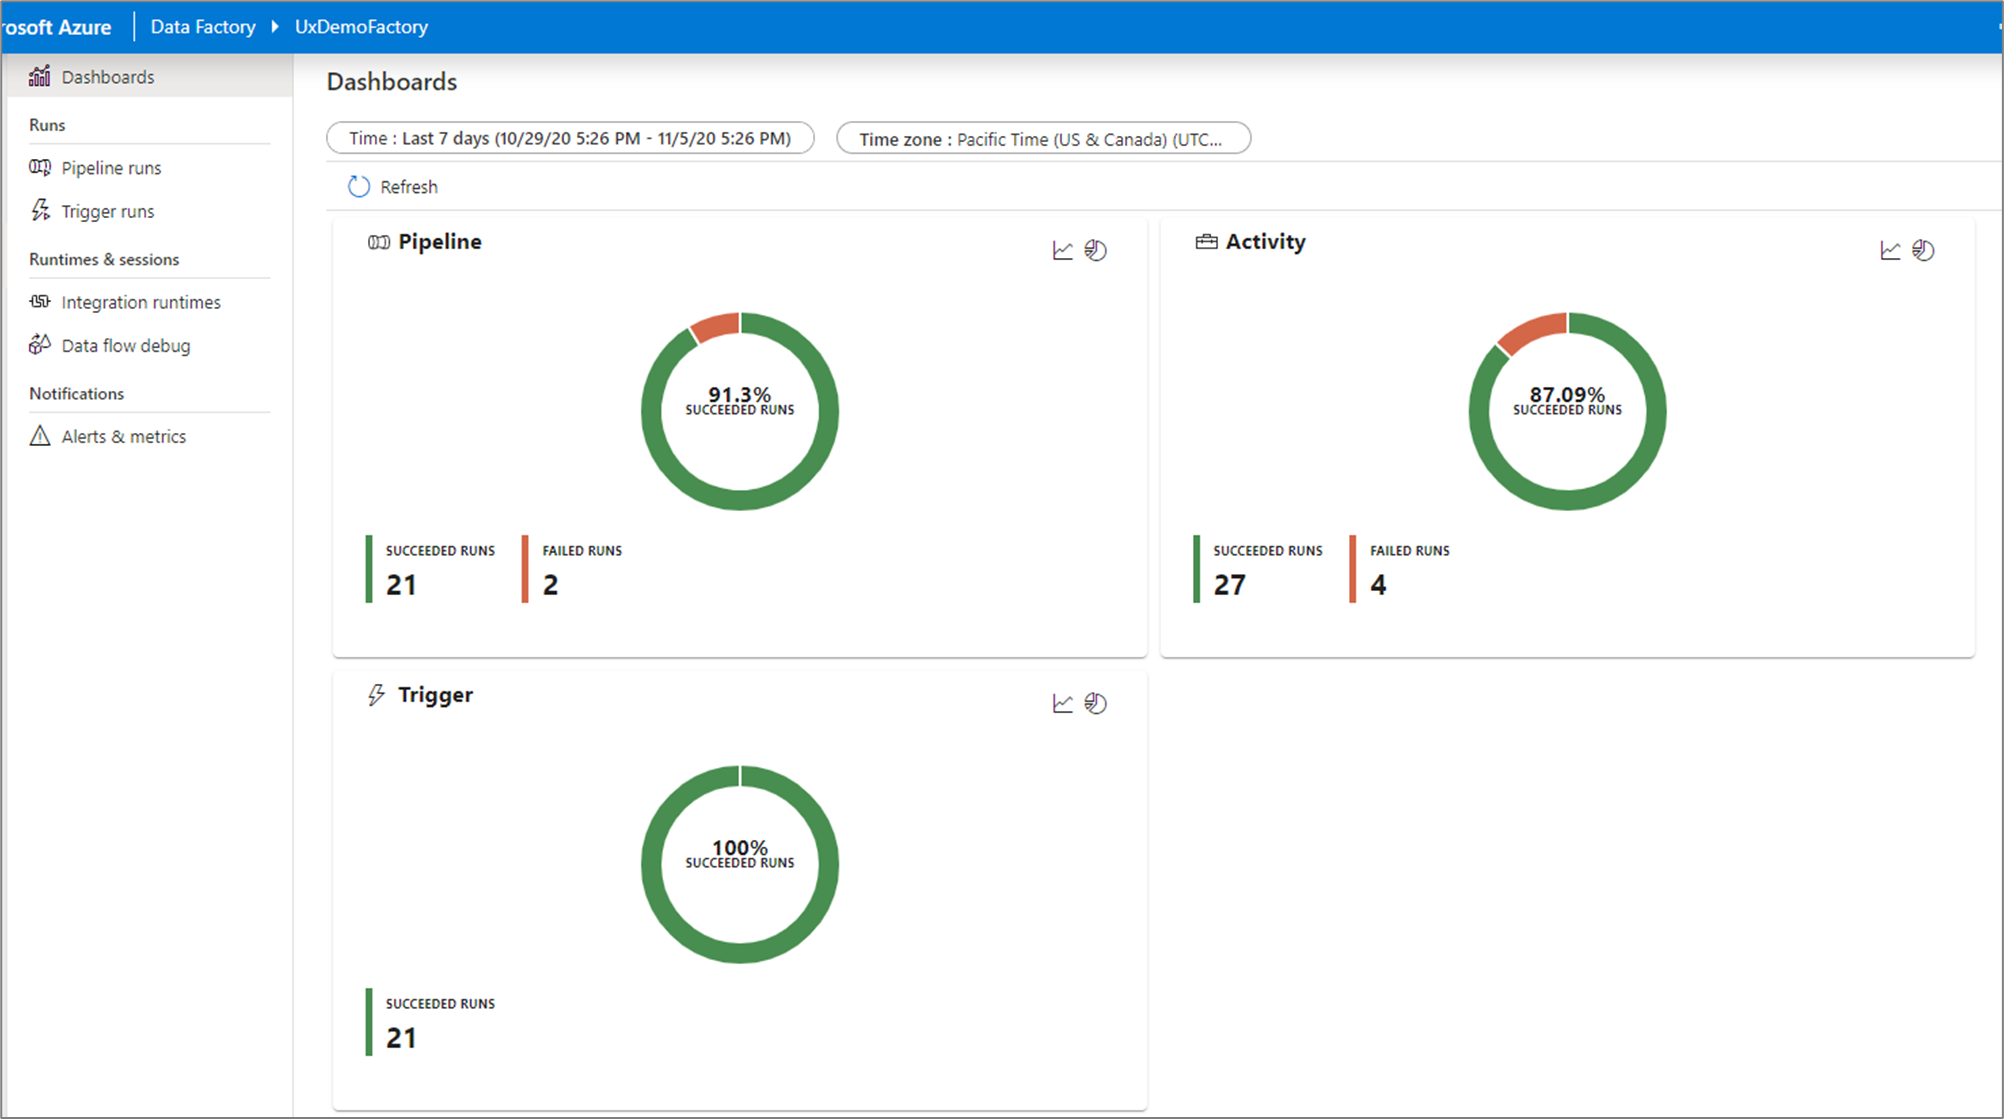 rosoft Azure Data Factory UxDemoFactory
Dashboards
Runs
Pipeline runs
Trigger runs
Runtimes & sessions
Integration runtimes
Data flow debug
Notifications
Alerts & metrics
Dashboards
Time : Last 7 days (10/29/20 5:26 PM - 11/5/20 5:26 PM) Time zone : Pacific Time (US & Canada) (UTC...
Refresh
Pipeline
91.3%
SUCCEEDED RUNS
SUCCEEDED RUNS FAILED RUNS
21 2
Activity
87.09%
SUCCEEDED RUNS
SUCCEEDED RUNS FAILED RUNS
27 4
Trigger
100%
SUCCEEDED RUNS
SUCCEEDED RUNS
21